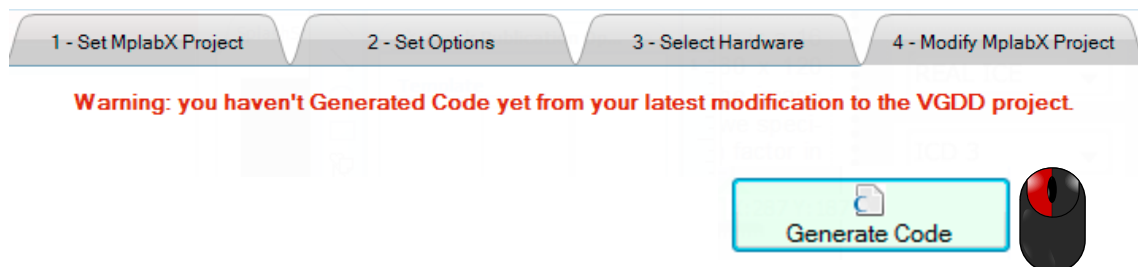 1 - Set MplabX Project
2 - Set Options
3 - Select Hardware
4 - Modify MplabX Project
Warning: you haven't Generated Code yet from your latest modification to the VGDD project.
Generate Code